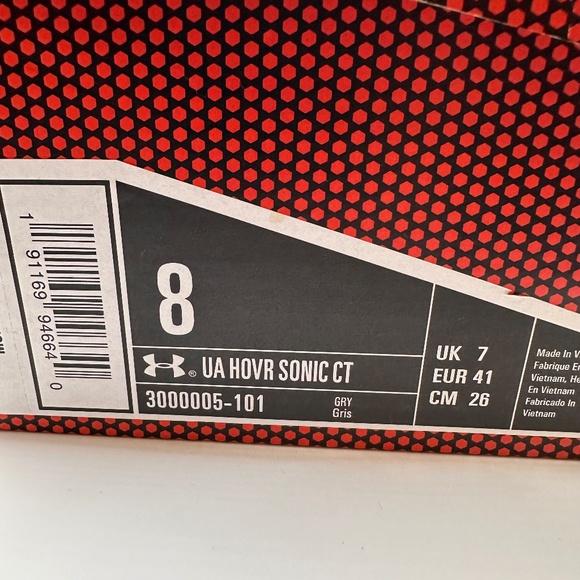 1 91169 94664 0
8
UA HOVR SONIC CT
3000005-101
GRY
Gris
UK 7
EUR 41
CM 26
Made In
Fabrique En
Vietnam,
En Vietnam
Fabricado In
Vietnam